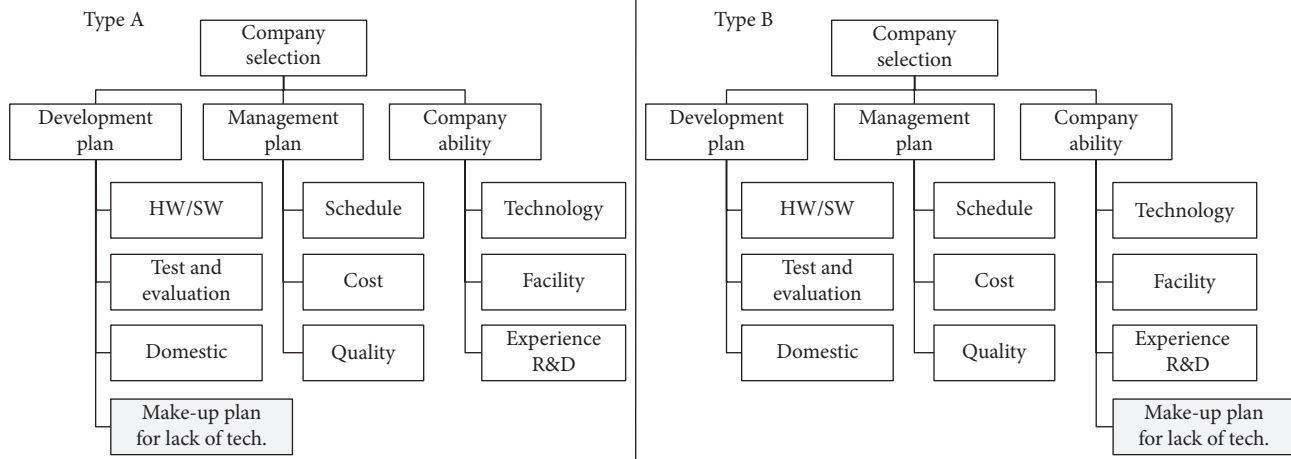 Type A
Company
selection
Development
plan
Management
plan
Company
ability
HW/SW
Schedule
Technology
Test and
evaluation
Cost
Facility
Domestic
Quality
Experience
R&D
Make-up plan
for lack of tech.
Type B
Company
selection
Development
plan
Management
plan
Company
ability
HW/SW
Schedule
Technology
Test and
evaluation
Cost
Facility
Domestic
Quality
Experience
R&D
Make-up plan
for lack of tech.